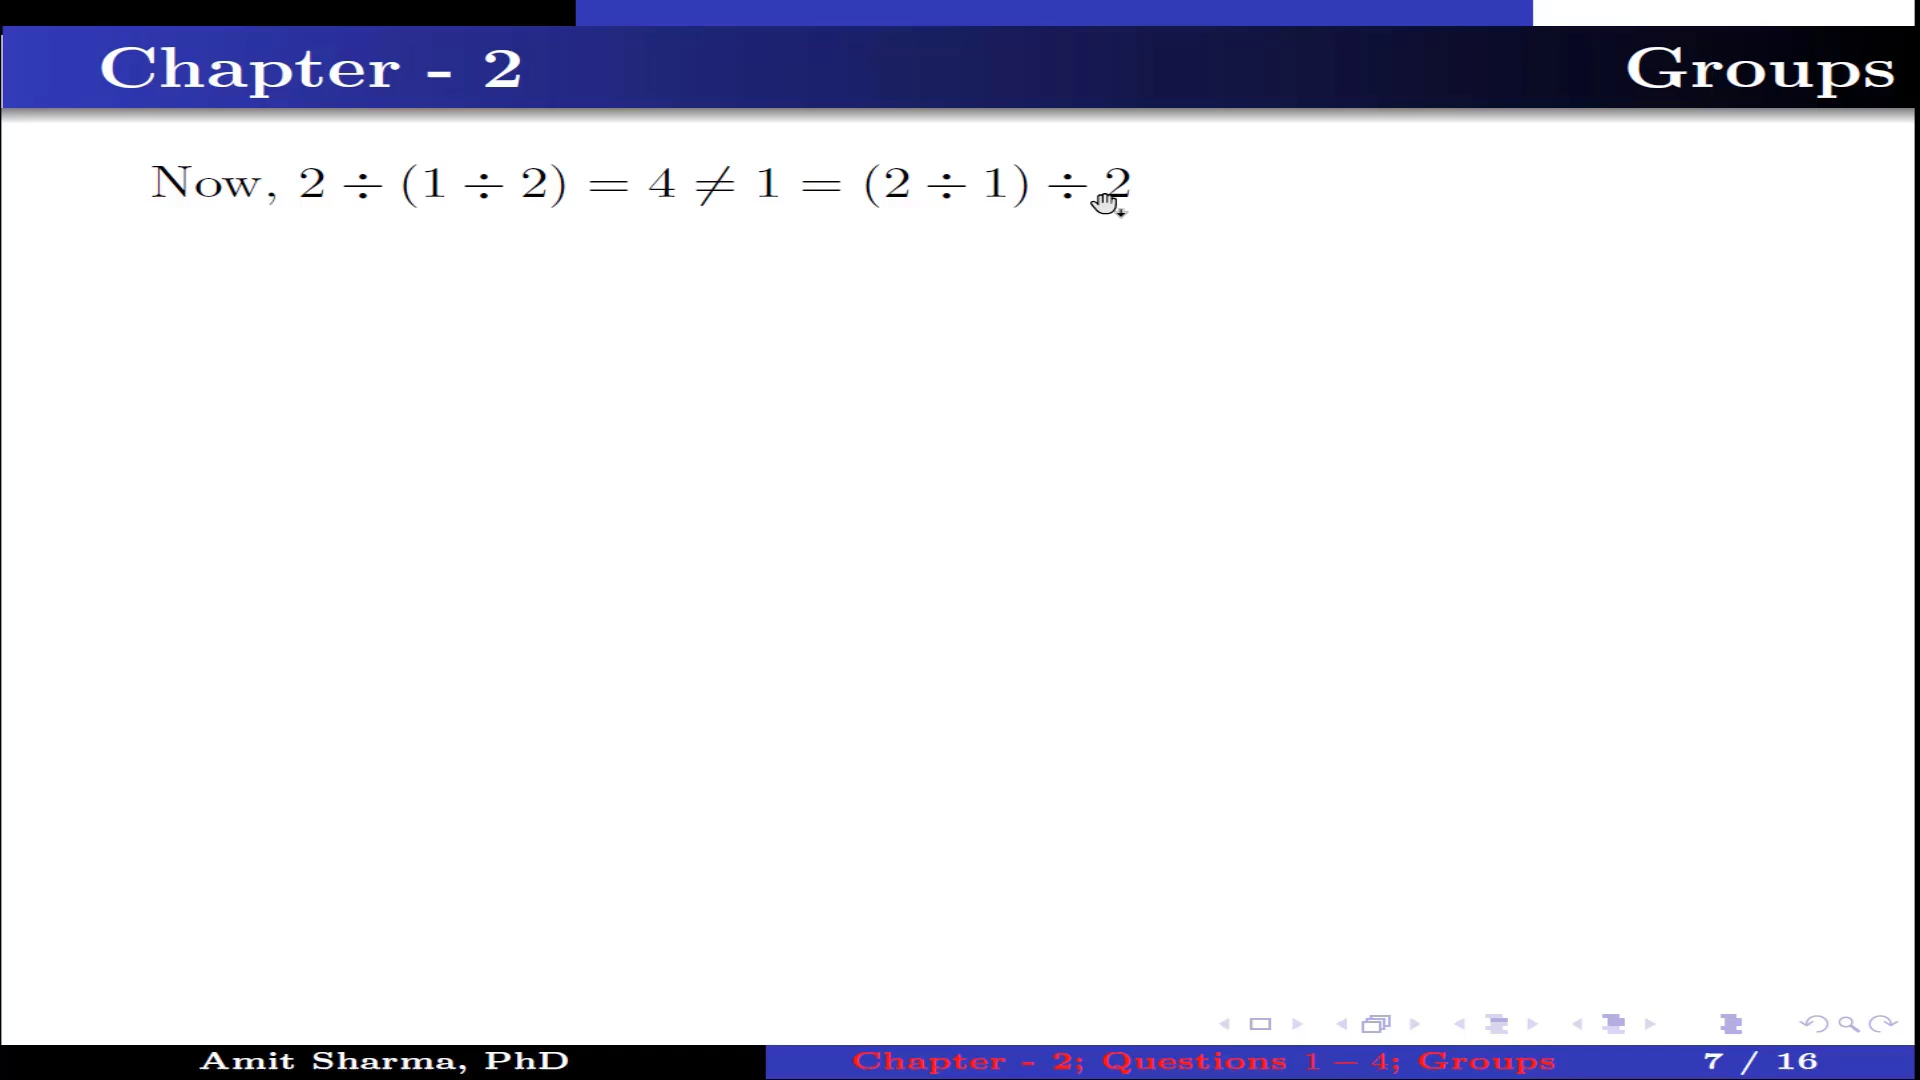 Chapter - 2 Groups
Now, 2 ÷ (1 ÷ 2) = 4 ≠ 1 = (2 ÷ 1) ÷ 2
Amit Sharma, PhD Chapter - 2; Questions 1 – 4; Groups 7 / 16